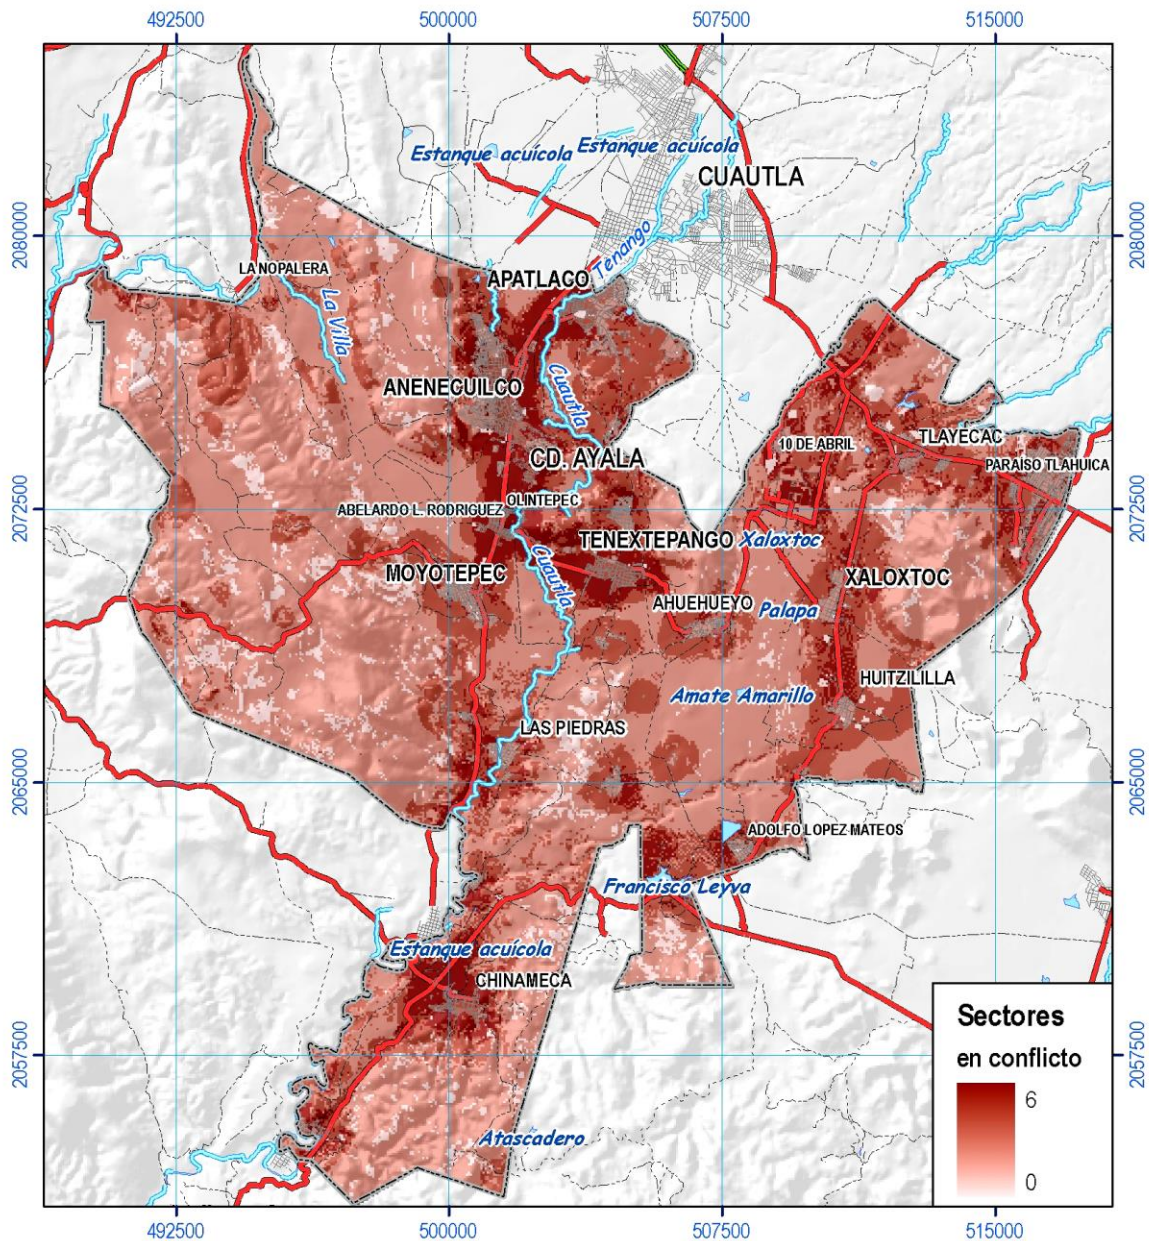 492500
500000
507500
515000
Estanque acuícola
Estanque acuícola
CUAUTLA
2080000
2080000
Tenango
LA NOPALERA
APATLACO
La Villa
ANENECUILCO
Cuautla
10 DE ABRIL
TLAYECAC
CD. AYALA
PARAISO TLAHUICA
OLINTEPEC
ABELARDO L. RODRIGUEZ
2072500
2072500
TENEXTEPANGO
Xaloxtoc
Cuautla
MOYOTEPEC
XALOXTOC
AHUEHUEYO
Palapa
HUITZILILLA
Amate Amarillo
LAS PIEDRAS
2065000
2065000
ADOLFO LOPEZ MATEOS
Francisco Leyva
Estanque acuícola
CHINAMECA
Sectores
en conflicto
6
0
2057500
2057500
Atascadero
492500
500000
507500
515000